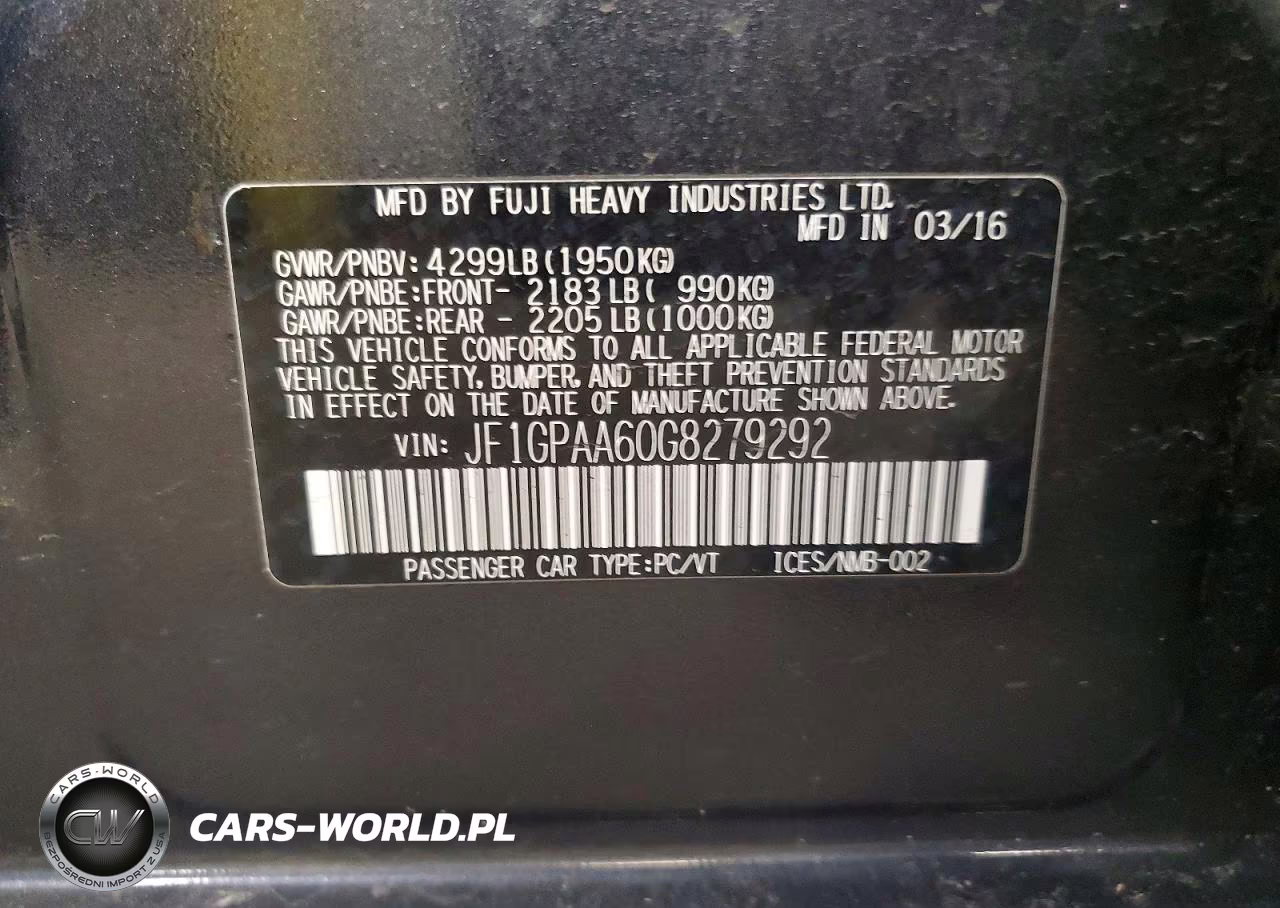 MFD BY FUJI HEAVY INDUSTRIES LTD.
MFD IN 03/16
GVWR/PNBV: 4299LB(1950KG)
GAWR/PNBE:FRONT- 2183LB( 990KG)
GAWR/PNBE:REAR - 2205LB(1000KG)
THIS VEHICLE CONFORMS TO ALL APPLICABLE FEDERAL MOTOR
VEHICLE SAFETY, BUMPER, AND THEFT PREVENTION STANDARDS
IN EFFECT ON THE DATE OF MANUFACTURE SHOWN ABOVE.
VIN: JF1GPAA60G8279292
PASSENGER CAR TYPE:PC/VT ICES/NMB-002
CARS-WORLD
CW
BEZPOŚREDNI IMPORT Z USA
CARS-WORLD.PL